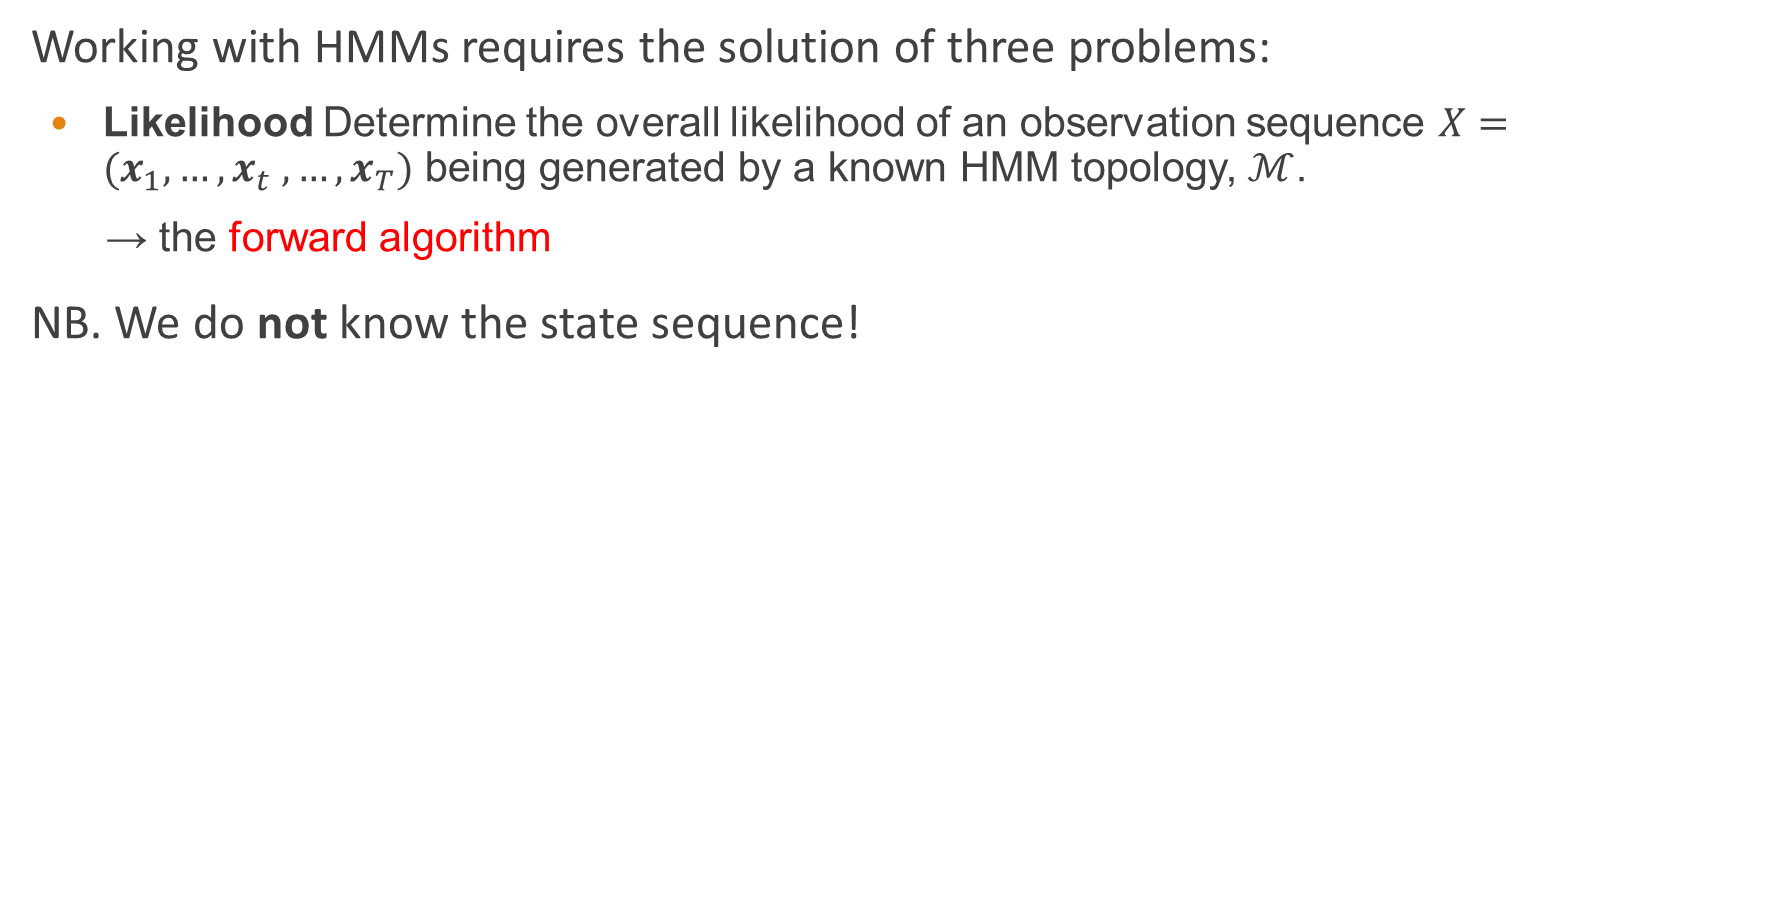 Working with HMMs requires the solution of three problems:
• Likelihood Determine the overall likelihood of an observation sequence X =
(x₁, … , xₜ , … , x_T) being generated by a known HMM topology, ℳ.
→ the forward algorithm
NB. We do not know the state sequence!